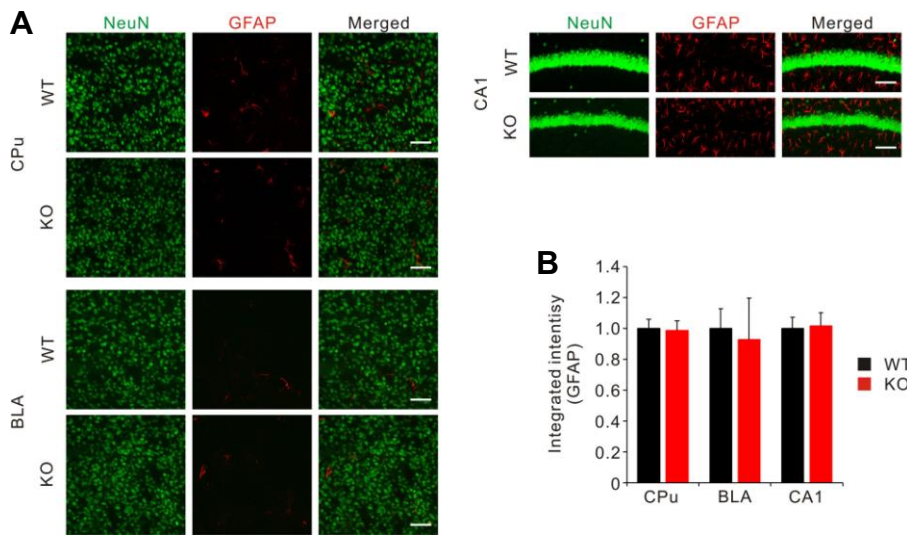 A
NeuN GFAP Merged
WT
CPu
KO
WT
BLA
KO
NeuN GFAP Merged
WT
CA1
KO
B
1.4
1.2
1.0
0.8
0.6
0.4
0.2
0
Integrated intentisy
(GFAP)
CPu BLA CA1
WT
KO